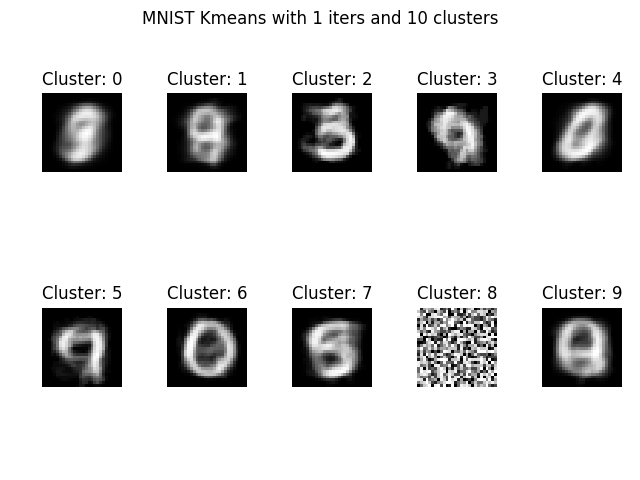 MNIST Kmeans with 1 iters and 10 clusters
Cluster: 0 Cluster: 1 Cluster: 2 Cluster: 3 Cluster: 4
Cluster: 5 Cluster: 6 Cluster: 7 Cluster: 8 Cluster: 9